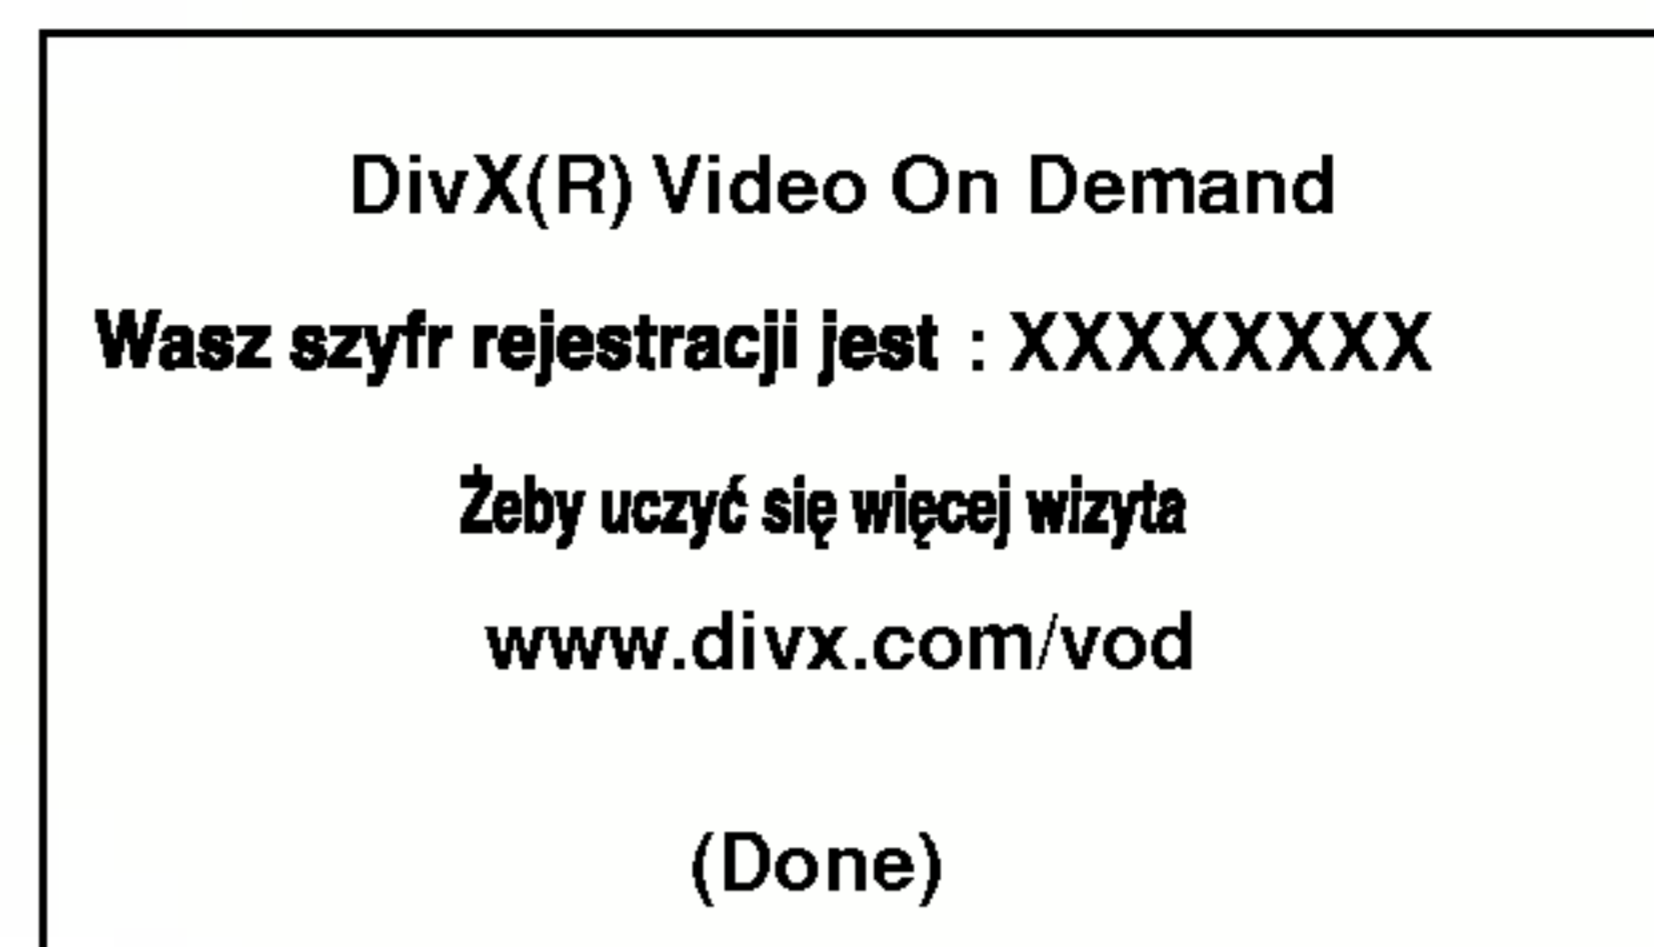 DivX(R) Video On Demand
Wasz szyfr rejestracji jest : XXXXXXXX
Żeby uczyć się więcej wizyta
www.divx.com/vod
(Done)